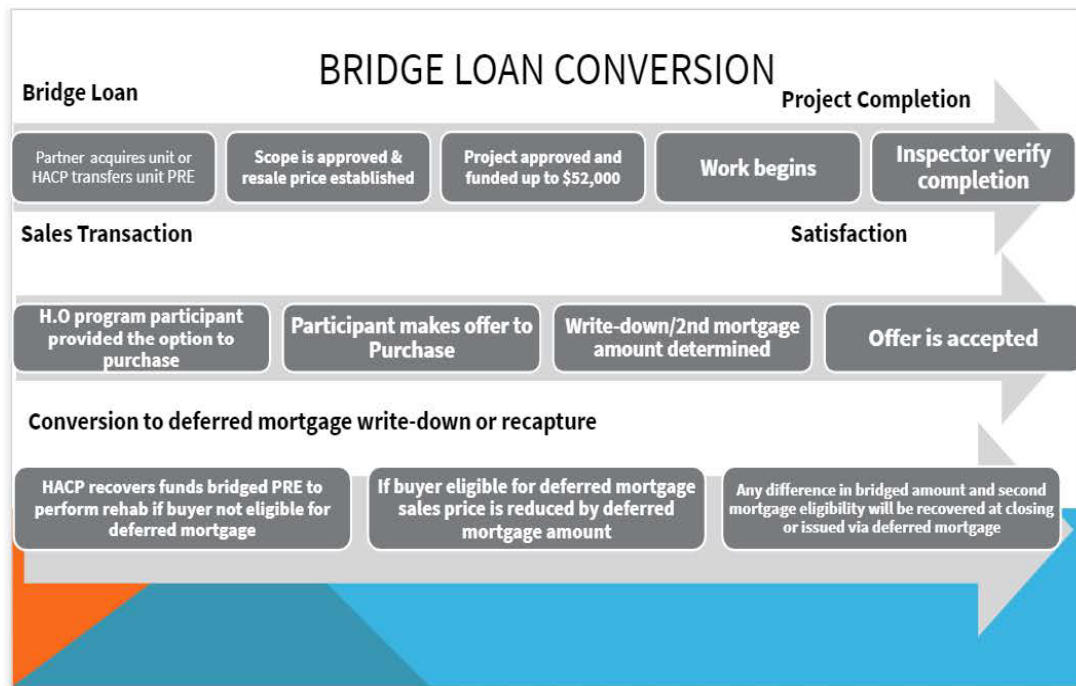 BRIDGE LOAN CONVERSION
Bridge Loan
Project Completion
Partner acquires unit or
HACP transfers unit PRE
Scope is approved &
resale price established
Project approved and
funded up to $52,000
Work begins
Inspector verify
completion
Sales Transaction
Satisfaction
H.O program participant
provided the option to
purchase
Participant makes offer to
Purchase
Write-down/2nd mortgage
amount determined
Offer is accepted
Conversion to deferred mortgage write-down or recapture
HACP recovers funds bridged PRE to
perform rehab if buyer not eligible for
deferred mortgage
If buyer eligible for deferred mortgage
sales price is reduced by deferred
mortgage amount
Any difference in bridged amount and second
mortgage eligibility will be recovered at closing
or issued via deferred mortgage